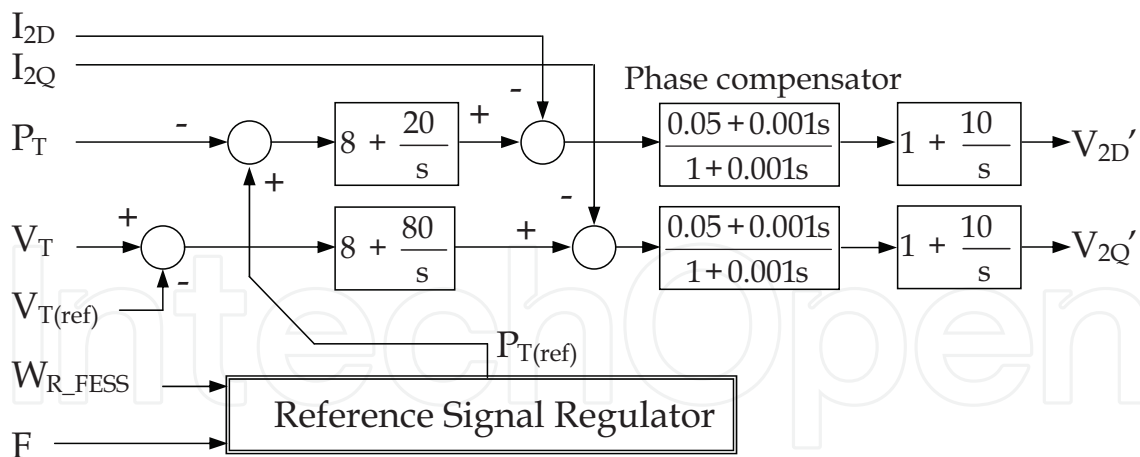 I2D
I2Q
Phase compensator
PT
-
+
8 + 20/s
+
-
0.05+0.001s
1+0.001s
1 + 10/s
V2D′
VT
+
-
8 + 80/s
+
-
0.05+0.001s
1+0.001s
1 + 10/s
V2Q′
VT(ref)
PT(ref)
WR_FESS
Reference Signal Regulator
F
IntechOpen